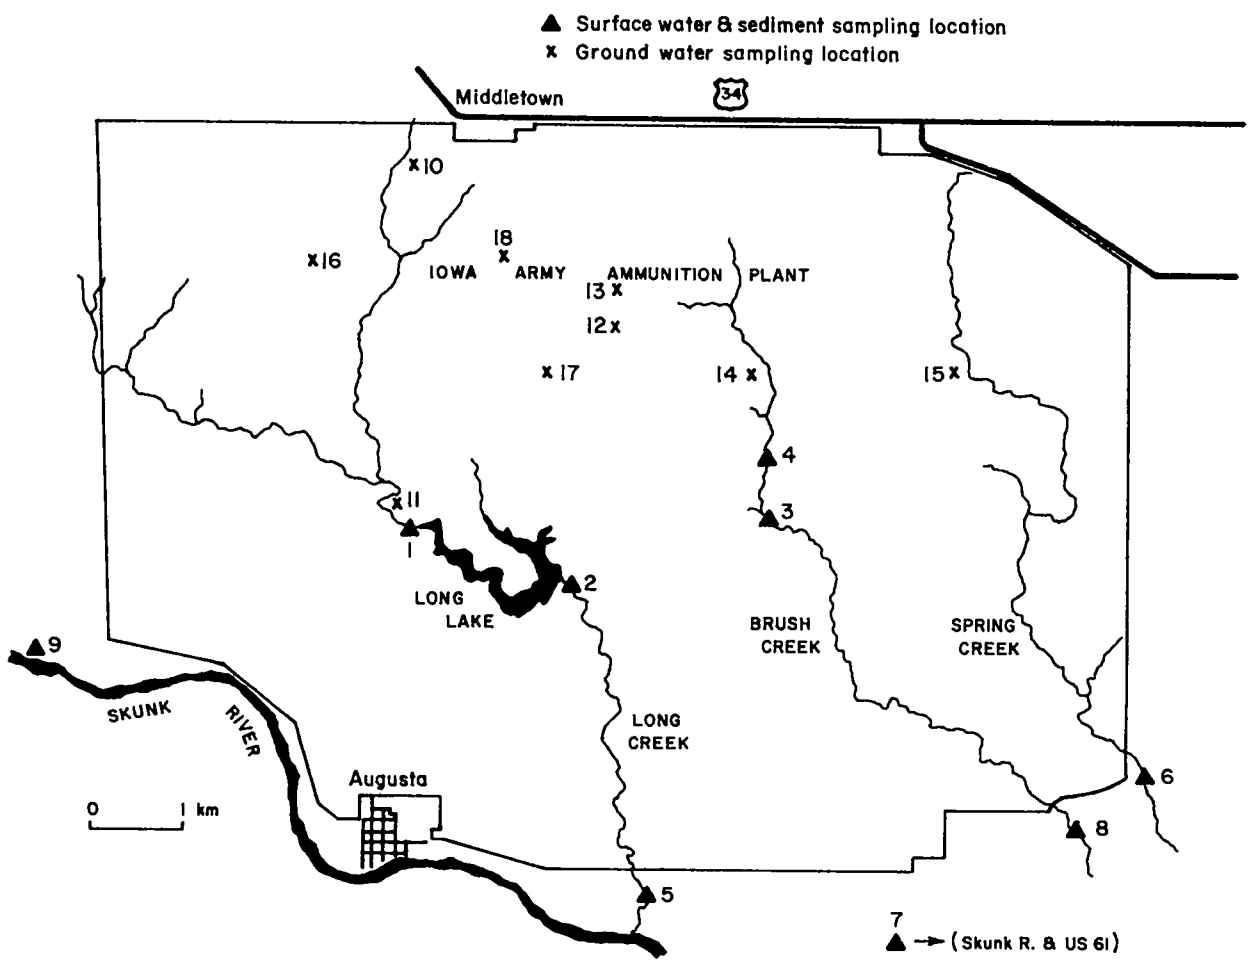 ▲ Surface water & sediment sampling location
x Ground water sampling location
34
Middletown
x10
18
x
x16
IOWA ARMY AMMUNITION PLANT
13 x
12 x
x 17
14 x
15 x
▲ 4
x 11
▲ 3
▲
1
▲ 2
LONG
LAKE
BRUSH
CREEK
SPRING
CREEK
▲ 9
SKUNK
RIVER
LONG
CREEK
Augusta
▲ 6
0 1 km
▲ 8
▲ 5
7
▲ → (Skunk R. & US 61)